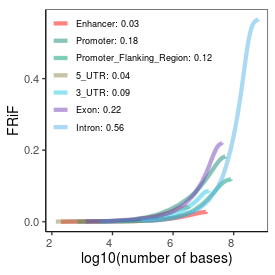 Enhancer: 0.03
Promoter: 0.18
Promoter_Flanking_Region: 0.12
5_UTR: 0.04
3_UTR: 0.09
Exon: 0.22
Intron: 0.56
FRiF
0.4
0.2
0.0
2 4 6 8
log10(number of bases)